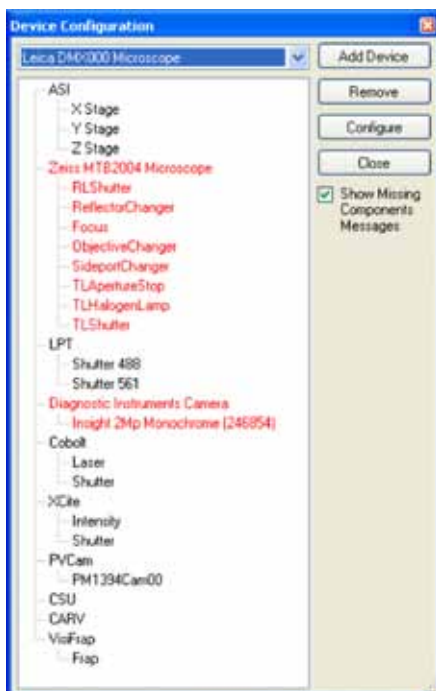 Device Configuration
Leica DMX000 Microscope
Add Device
Remove
Configure
Close
Show Missing
Components
Messages
ASI
X Stage
Y Stage
Z Stage
Zeiss MTB2004 Microscope
RLShutter
ReflectorChanger
Focus
ObjectiveChanger
SideportChanger
TLApertureStop
TLHalogenLamp
TLShutter
LPT
Shutter 488
Shutter 561
Diagnostic Instruments Camera
Insight 2Mp Monochrome (246854)
Cobolt
Laser
Shutter
XCite
Intensity
Shutter
PVCam
PM1394Cam00
CSU
CARV
VisiFrap
Frap